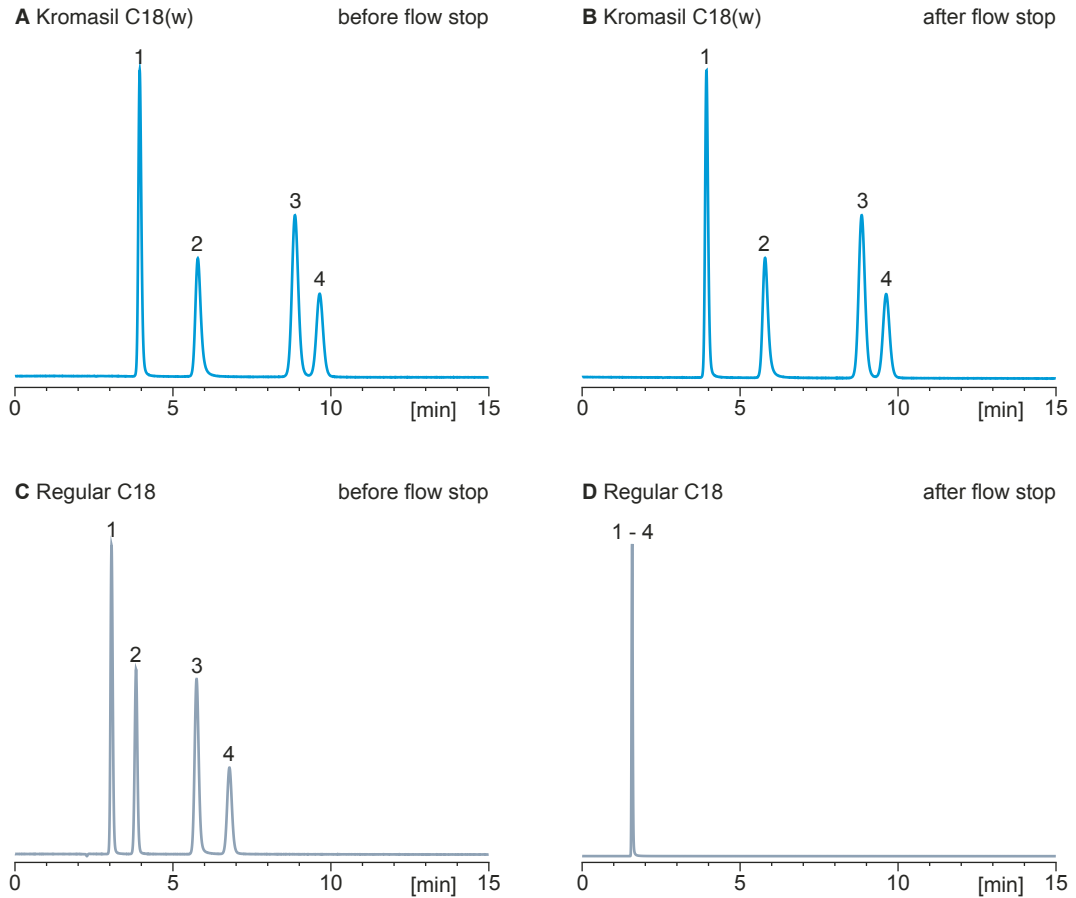 A Kromasil C18(w) before flow stop
1
2
3
4
0 5 10 [min] 15
B Kromasil C18(w) after flow stop
1
2
3
4
0 5 10 [min] 15
C Regular C18 before flow stop
1
2
3
4
0 5 10 [min] 15
D Regular C18 after flow stop
1 - 4
0 5 10 [min] 15